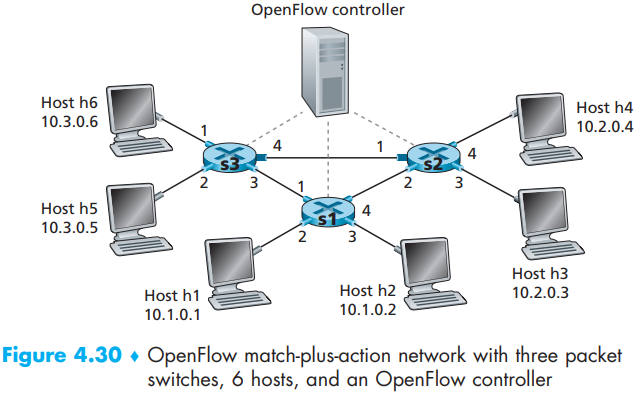 OpenFlow controller
Host h6
10.3.0.6
Host h4
10.2.0.4
1
4
1
4
s3
s2
2
3
2
3
1
4
s1
2
3
Host h5
10.3.0.5
Host h1
10.1.0.1
Host h2
10.1.0.2
Host h3
10.2.0.3
Figure 4.30 ♦ OpenFlow match-plus-action network with three packet
switches, 6 hosts, and an OpenFlow controller